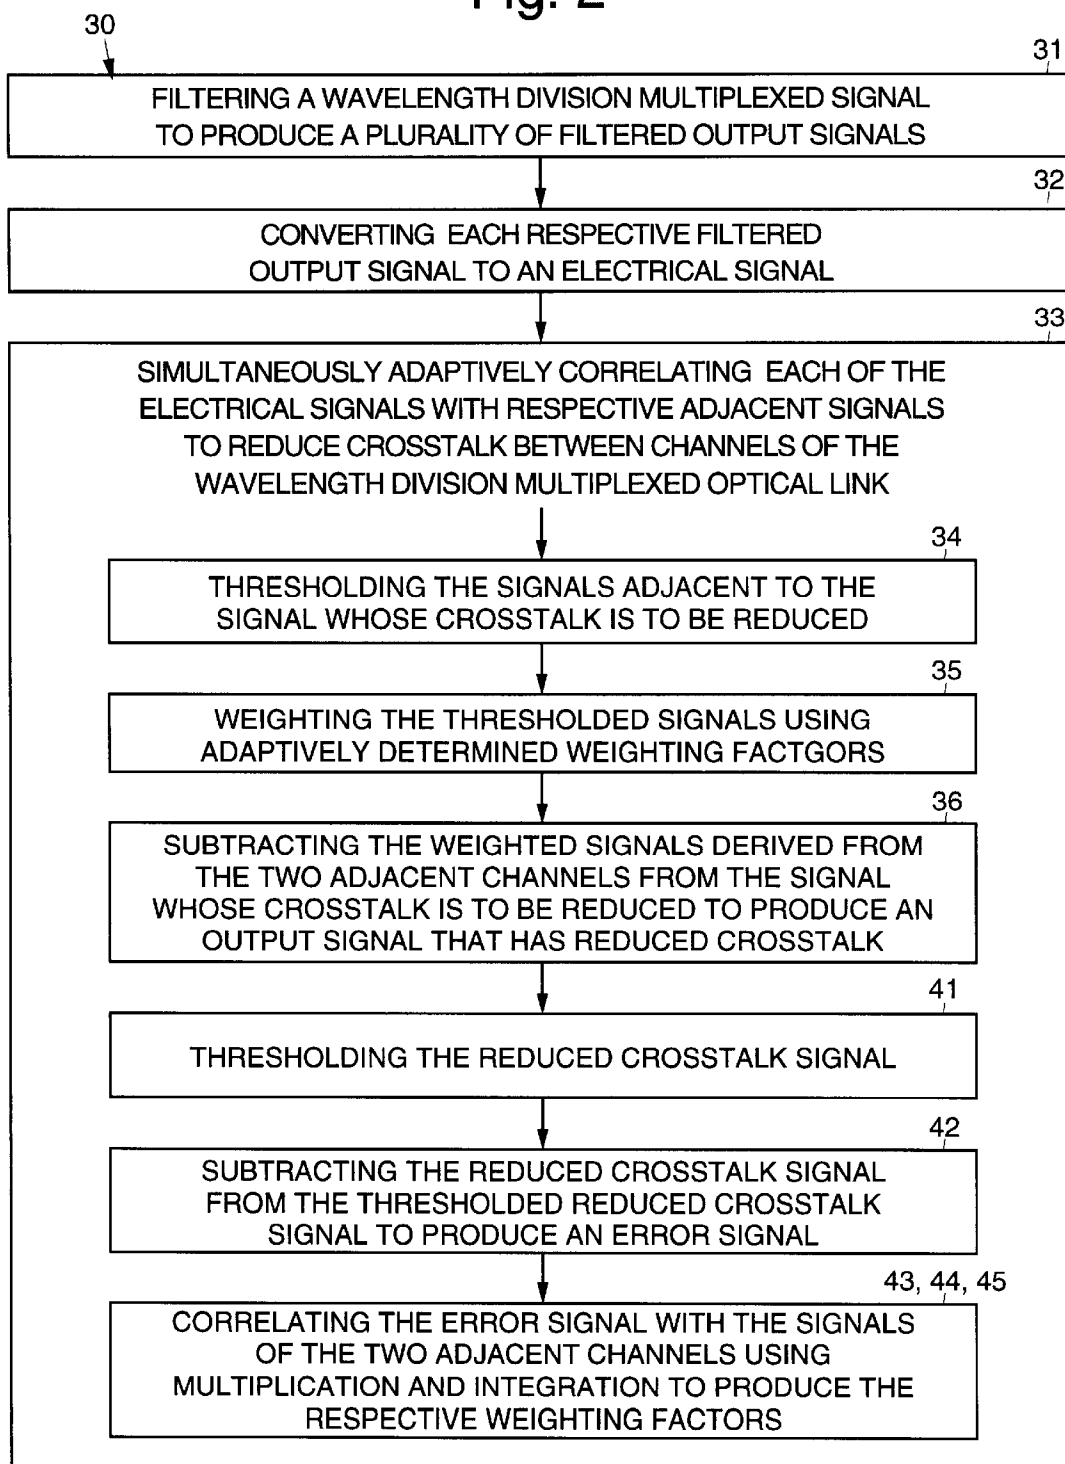 Fig. 2
30
31
FILTERING A WAVELENGTH DIVISION MULTIPLEXED SIGNAL
TO PRODUCE A PLURALITY OF FILTERED OUTPUT SIGNALS
32
CONVERTING EACH RESPECTIVE FILTERED
OUTPUT SIGNAL TO AN ELECTRICAL SIGNAL
33
SIMULTANEOUSLY ADAPTIVELY CORRELATING EACH OF THE
ELECTRICAL SIGNALS WITH RESPECTIVE ADJACENT SIGNALS
TO REDUCE CROSSTALK BETWEEN CHANNELS OF THE
WAVELENGTH DIVISION MULTIPLEXED OPTICAL LINK
34
THRESHOLDING THE SIGNALS ADJACENT TO THE
SIGNAL WHOSE CROSSTALK IS TO BE REDUCED
35
WEIGHTING THE THRESHOLDED SIGNALS USING
ADAPTIVELY DETERMINED WEIGHTING FACTGORS
36
SUBTRACTING THE WEIGHTED SIGNALS DERIVED FROM
THE TWO ADJACENT CHANNELS FROM THE SIGNAL
WHOSE CROSSTALK IS TO BE REDUCED TO PRODUCE AN
OUTPUT SIGNAL THAT HAS REDUCED CROSSTALK
41
THRESHOLDING THE REDUCED CROSSTALK SIGNAL
42
SUBTRACTING THE REDUCED CROSSTALK SIGNAL
FROM THE THRESHOLDED REDUCED CROSSTALK
SIGNAL TO PRODUCE AN ERROR SIGNAL
43, 44, 45
CORRELATING THE ERROR SIGNAL WITH THE SIGNALS
OF THE TWO ADJACENT CHANNELS USING
MULTIPLICATION AND INTEGRATION TO PRODUCE THE
RESPECTIVE WEIGHTING FACTORS